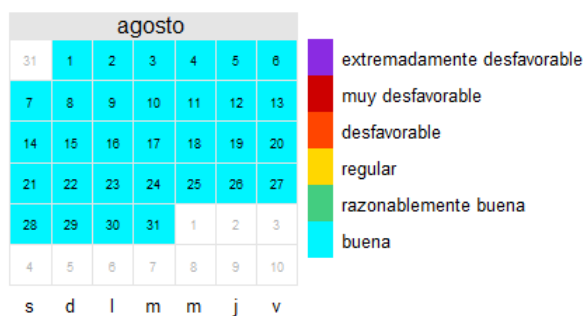 agosto
31 1 2 3 4 5 6
7 8 9 10 11 12 13
14 15 16 17 18 19 20
21 22 23 24 25 26 27
28 29 30 31 1 2 3
4 5 6 7 8 9 10
s d l m m j v
extremadamente desfavorable
muy desfavorable
desfavorable
regular
razonablemente buena
buena